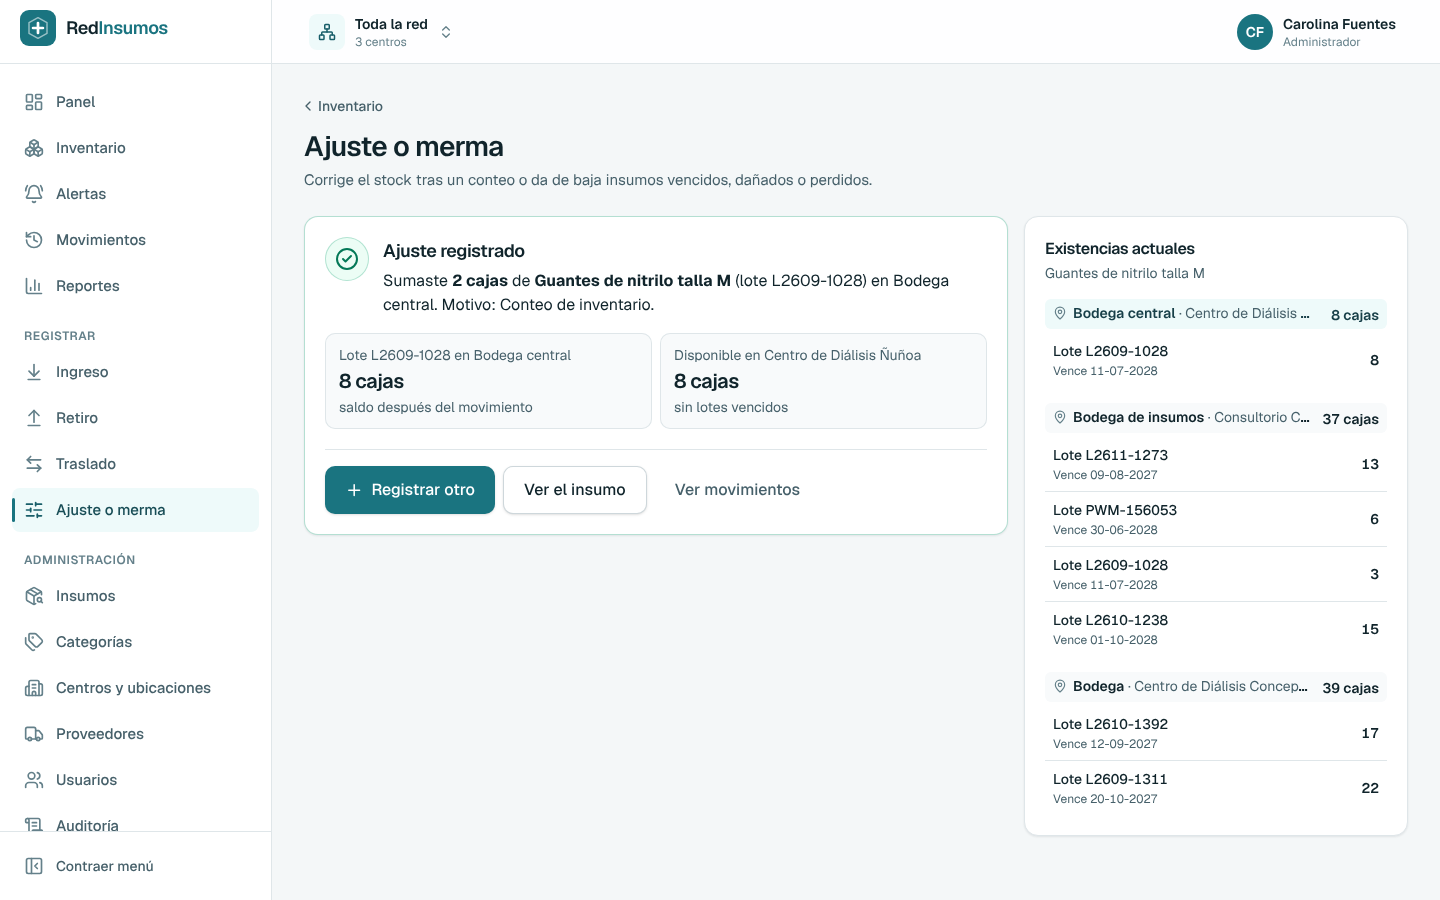 RedInsumos
Toda la red
3 centros
CF
Carolina Fuentes
Administrador
Panel
Inventario
Alertas
Movimientos
Reportes
REGISTRAR
Ingreso
Retiro
Traslado
Ajuste o merma
ADMINISTRACIÓN
Insumos
Categorías
Centros y ubicaciones
Proveedores
Usuarios
Auditoría
Contraer menú
Inventario
Ajuste o merma
Corrige el stock tras un conteo o da de baja insumos vencidos, dañados o perdidos.
Ajuste registrado
Sumaste 2 cajas de Guantes de nitrilo talla M (lote L2609-1028) en Bodega
central. Motivo: Conteo de inventario.
Lote L2609-1028 en Bodega central
8 cajas
saldo después del movimiento
Disponible en Centro de Diálisis Ñuñoa
8 cajas
sin lotes vencidos
Registrar otro
Ver el insumo
Ver movimientos
Existencias actuales
Guantes de nitrilo talla M
Bodega central · Centro de Diálisis ... 8 cajas
Lote L2609-1028
Vence 11-07-2028
8
Bodega de insumos · Consultorio C... 37 cajas
Lote L2611-1273
Vence 09-08-2027
13
Lote PWM-156053
Vence 30-06-2028
6
Lote L2609-1028
Vence 11-07-2028
3
Lote L2610-1238
Vence 01-10-2028
15
Bodega · Centro de Diálisis Concep... 39 cajas
Lote L2610-1392
Vence 12-09-2027
17
Lote L2609-1311
Vence 20-10-2027
22